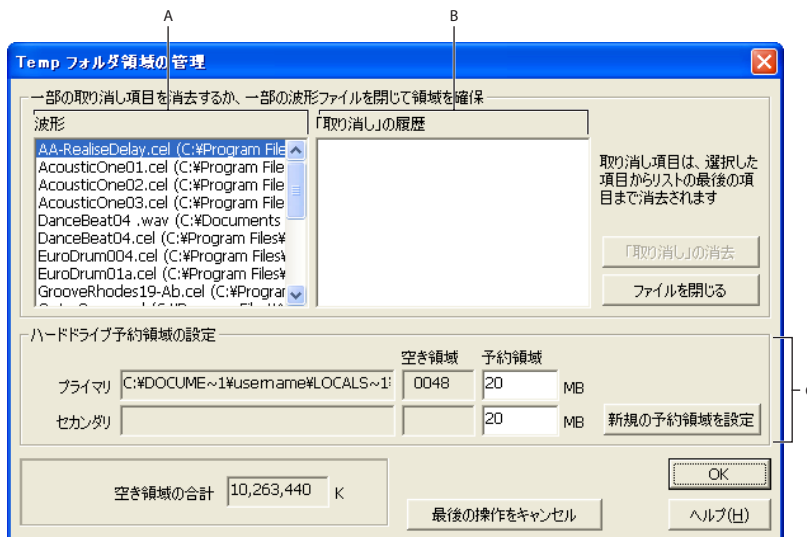 A
B
Temp フォルダ領域の管理
一部の取り消し項目を消去するか、一部の波形ファイルを閉じて領域を確保
波形
「取り消し」の履歴
AA-RealiseDelay.cel (C:¥Program File
AcousticOne01.cel (C:¥Program File
AcousticOne02.cel (C:¥Program File
AcousticOne03.cel (C:¥Program File
DanceBeat04 .wav (C:¥Documents
DanceBeat04.cel (C:¥Program Files¥
EuroDrum004.cel (C:¥Program Files¥
EuroDrum01a.cel (C:¥Program Files¥
GrooveRhodes19-Ab.cel (C:¥Progran
取り消し項目は、選択した
項目からリストの最後の項
目まで消去されます
「取り消し」の消去
ファイルを閉じる
ハードドライブ予約領域の設定
空き領域 予約領域
プライマリ C:¥DOCUME~1¥username¥LOCALS~1¥ 0048 20 MB
セカンダリ 20 MB 新規の予約領域を設定
空き領域の合計 10,263,440 K
OK
最後の操作をキャンセル
ヘルプ(H)